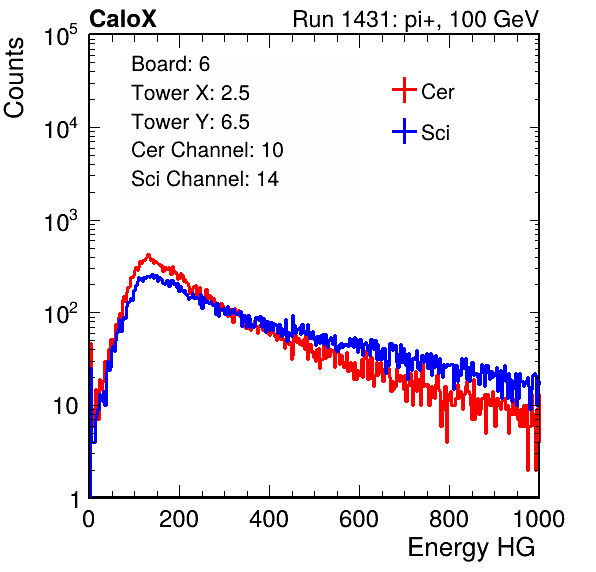 CaloX Run 1431: pi+, 100 GeV
Counts
Board: 6
Tower X: 2.5
Tower Y: 6.5
Cer Channel: 10
Sci Channel: 14
Cer
Sci
10^5
10^4
10^3
10^2
10
1
0 200 400 600 800 1000
Energy HG